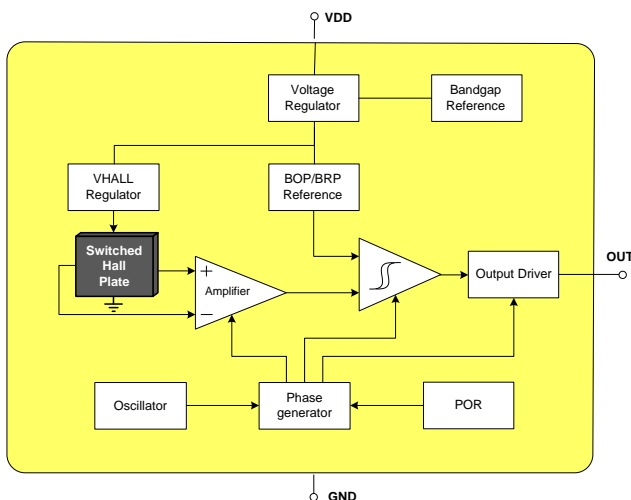 VDD
Voltage
Regulator
Bandgap
Reference
VHALL
Regulator
BOP/BRP
Reference
Switched
Hall
Plate
+
Amplifier
−
Output Driver
OUT
Oscillator
Phase
generator
POR
GND